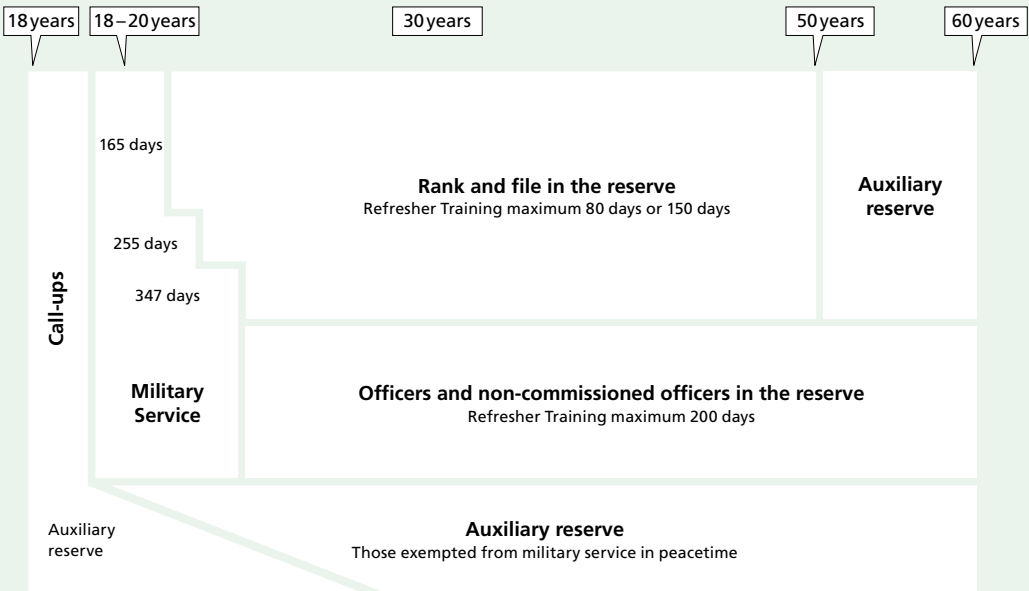 18 years
18–20 years
30 years
50 years
60 years
165 days
255 days
347 days
Call-ups
Military
Service
Rank and file in the reserve
Refresher Training maximum 80 days or 150 days
Auxiliary
reserve
Officers and non-commissioned officers in the reserve
Refresher Training maximum 200 days
Auxiliary
reserve
Auxiliary reserve
Those exempted from military service in peacetime